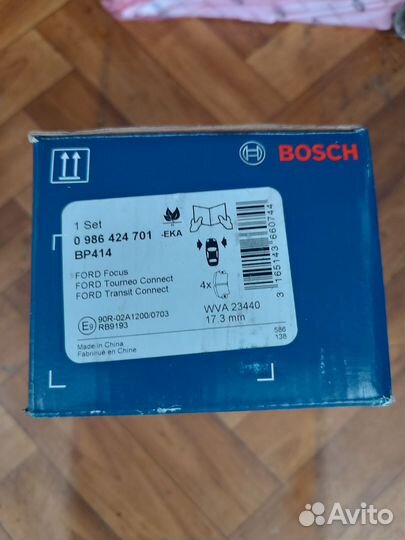 BOSCH
1 Set
0 986 424 701 -EKA
BP414
FORD Focus
FORD Tourneo Connect
FORD Transit Connect
4x
WVA 23440
17.3 mm
E9 90R-02A1200/0703
RB9193
Made in China
Fabriqué en Chine
586
138
3 165143 660744
Avito